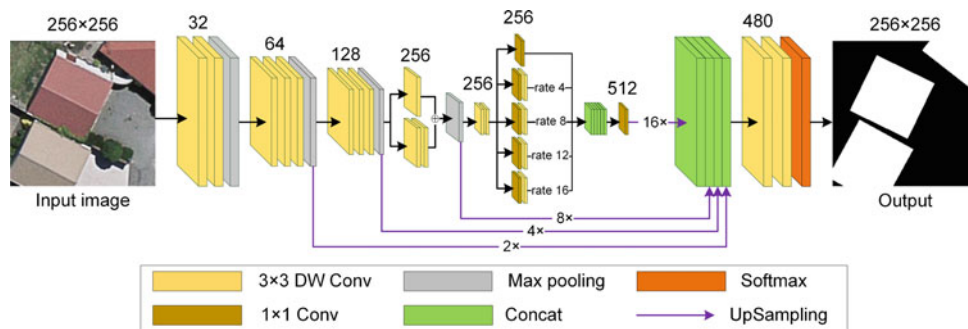 256×256
32
64
128
256
256
256
512
480
256×256
rate 4
rate 8
rate 12
rate 16
16×
8×
4×
2×
Input image
Output
3×3 DW Conv
Max pooling
Softmax
1×1 Conv
Concat
UpSampling